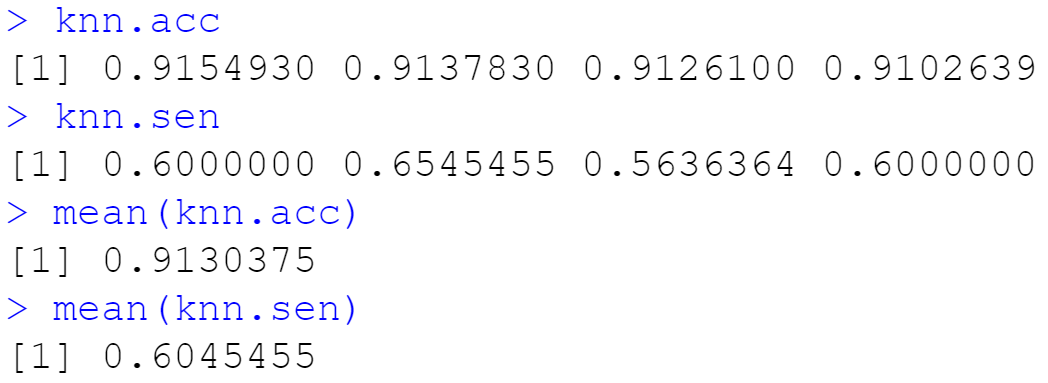 > knn.acc
[1] 0.9154930 0.9137830 0.9126100 0.9102639
> knn.sen
[1] 0.6000000 0.6545455 0.5636364 0.6000000
> mean(knn.acc)
[1] 0.9130375
> mean(knn.sen)
[1] 0.6045455